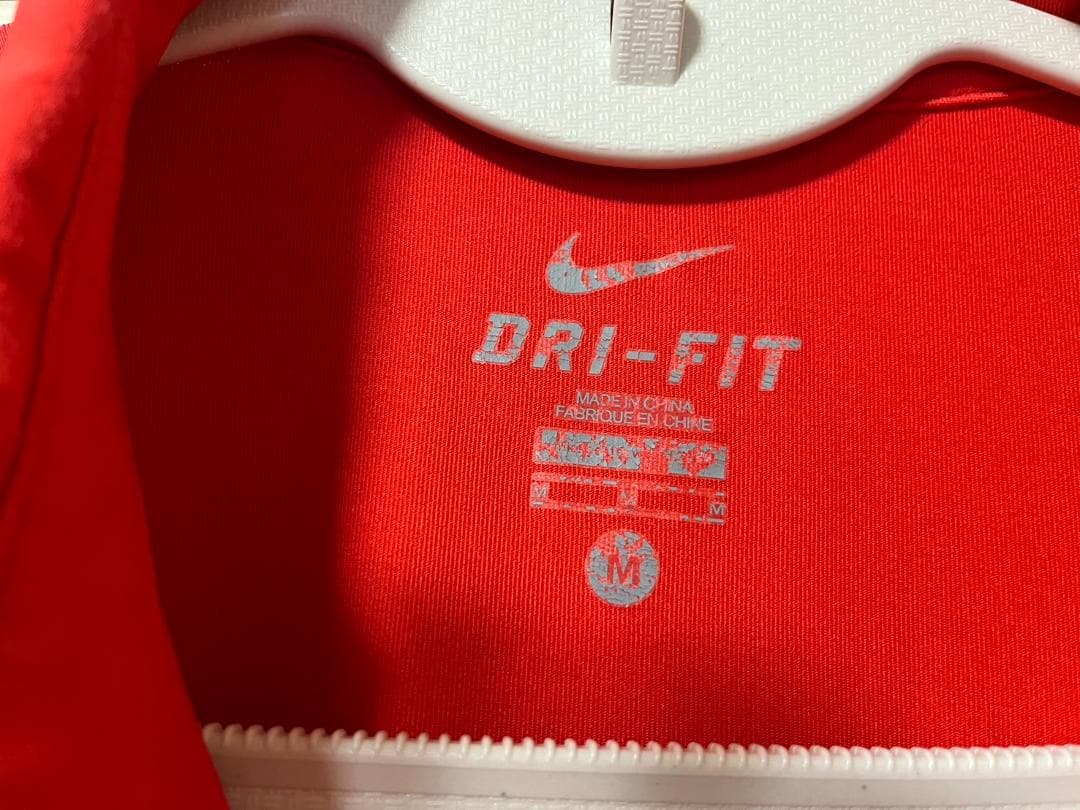 DRI-FIT
MADE IN CHINA
FABRIQUE EN CHINE
M M M
M